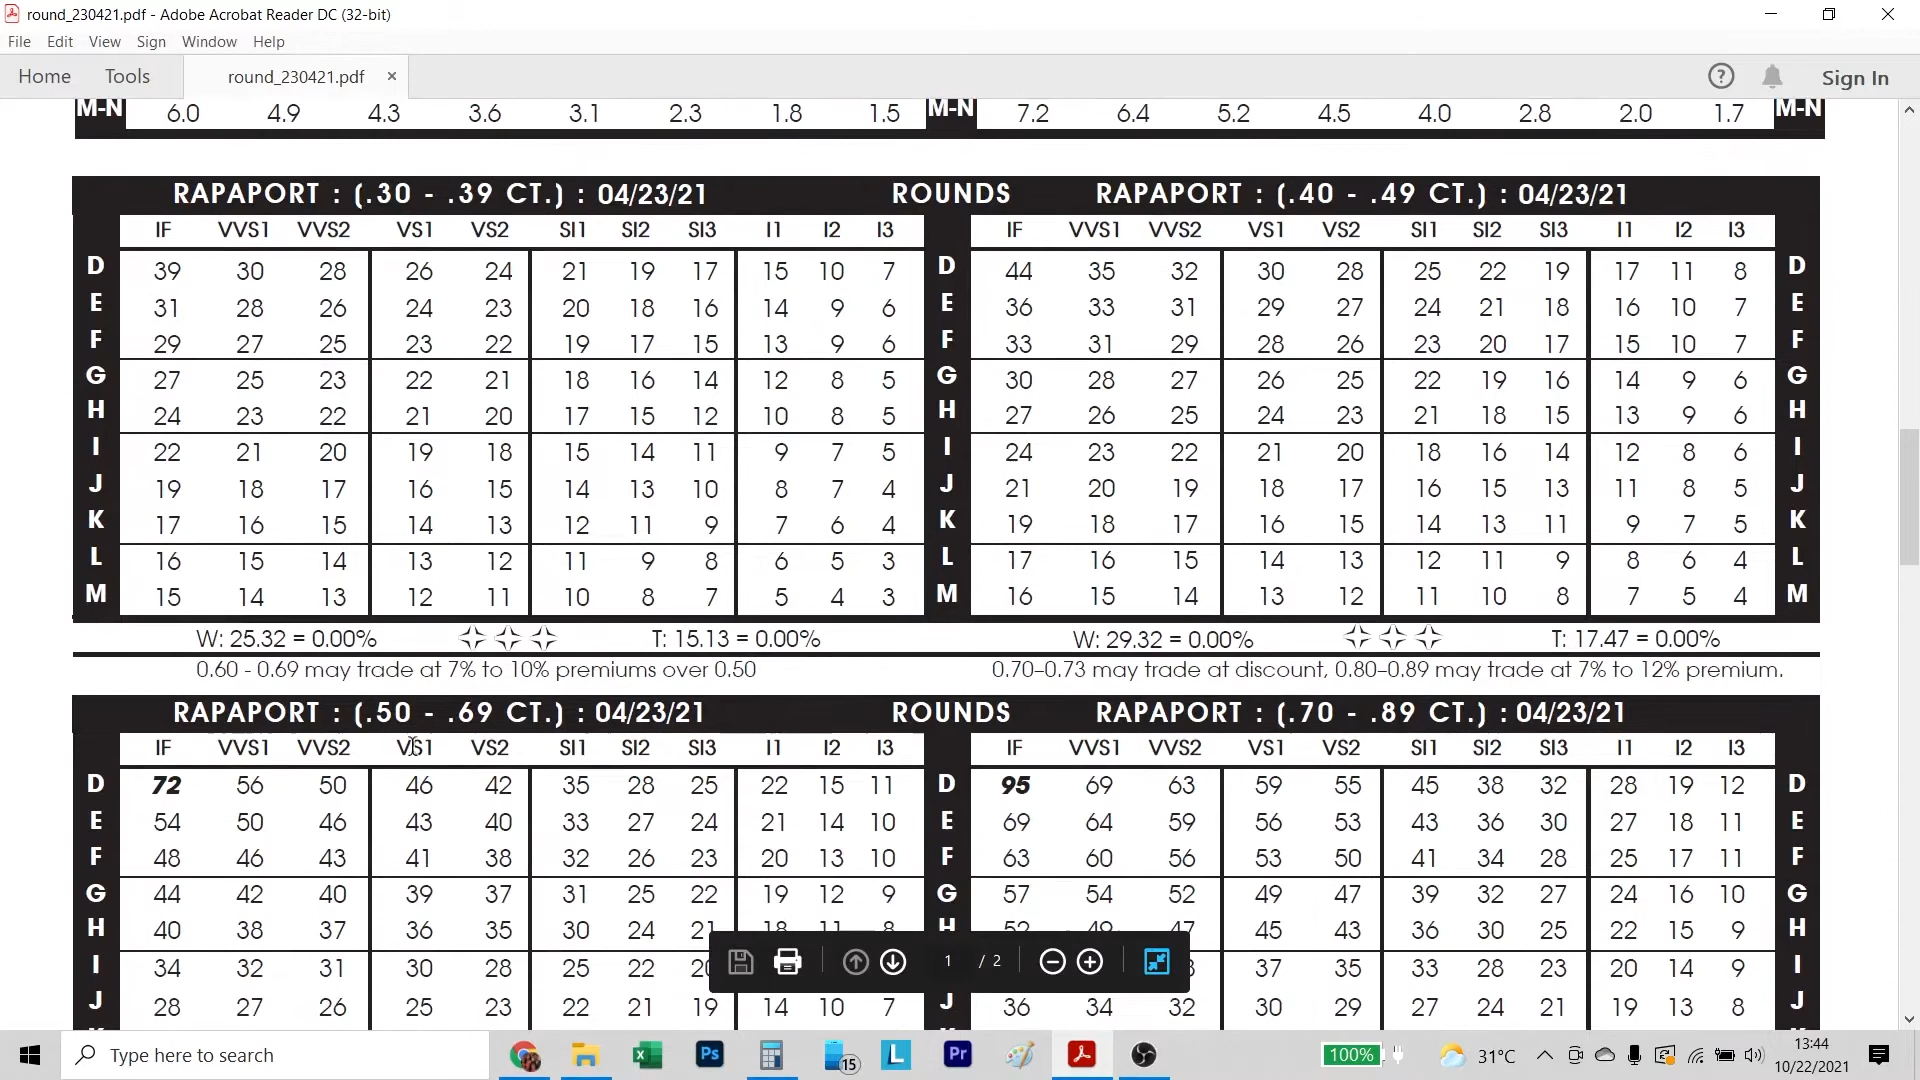 round_230421.pdf - Adobe Acrobat Reader DC (32-bit)
File Edit View Sign Window Help
Home Tools round_230421.pdf × ? Sign In
M-N 6.0 4.9 4.3 3.6 3.1 2.3 1.8 1.5 M-N 7.2 6.4 5.2 4.5 4.0 2.8 2.0 1.7 M-N
RAPAPORT : (.30 - .39 CT.) : 04/23/21 ROUNDS RAPAPORT : (.40 - .49 CT.) : 04/23/21
IF VVS1 VVS2 VS1 VS2 SI1 SI2 SI3 I1 I2 I3 IF VVS1 VVS2 VS1 VS2 SI1 SI2 SI3 I1 I2 I3
D 39 30 28 26 24 21 19 17 15 10 7 D 44 35 32 30 28 25 22 19 17 11 8 D
E 31 28 26 24 23 20 18 16 14 9 6 E 36 33 31 29 27 24 21 18 16 10 7 E
F 29 27 25 23 22 19 17 15 13 9 6 F 33 31 29 28 26 23 20 17 15 10 7 F
G 27 25 23 22 21 18 16 14 12 8 5 G 30 28 27 26 25 22 19 16 14 9 6 G
H 24 23 22 21 20 17 15 12 10 8 5 H 27 26 25 24 23 21 18 15 13 9 6 H
I 22 21 20 19 18 15 14 11 9 7 5 I 24 23 22 21 20 18 16 14 12 8 6 I
J 19 18 17 16 15 14 13 10 8 7 4 J 21 20 19 18 17 16 15 13 11 8 5 J
K 17 16 15 14 13 12 11 9 7 6 4 K 19 18 17 16 15 14 13 11 9 7 5 K
L 16 15 14 13 12 11 9 8 6 5 3 L 17 16 15 14 13 12 11 9 8 6 4 L
M 15 14 13 12 11 10 8 7 5 4 3 M 16 15 14 13 12 11 10 8 7 5 4 M
W: 25.32 = 0.00% T: 15.13 = 0.00% W: 29.32 = 0.00% T: 17.47 = 0.00%
0.60 - 0.69 may trade at 7% to 10% premiums over 0.50 0.70–0.73 may trade at discount, 0.80–0.89 may trade at 7% to 12% premium.
RAPAPORT : (.50 - .69 CT.) : 04/23/21 ROUNDS RAPAPORT : (.70 - .89 CT.) : 04/23/21
IF VVS1 VVS2 VS1 VS2 SI1 SI2 SI3 I1 I2 I3 IF VVS1 VVS2 VS1 VS2 SI1 SI2 SI3 I1 I2 I3
D 72 56 50 46 42 35 28 25 22 15 11 D 95 69 63 59 55 45 38 32 28 19 12 D
E 54 50 46 43 40 33 27 24 21 14 10 E 69 64 59 56 53 43 36 30 27 18 11 E
F 48 46 43 41 38 32 26 23 20 13 10 F 63 60 56 53 50 41 34 28 25 17 11 F
G 44 42 40 39 37 31 25 22 19 12 9 G 57 54 52 49 47 39 32 27 24 16 10 G
H 40 38 37 36 35 30 24 21 18 11 8 H 52 49 47 45 43 36 30 25 22 15 9 H
I 34 32 31 30 28 25 22 37 35 33 28 23 20 14 9 I
1 / 2
J 28 27 26 25 23 22 21 19 14 10 7 J 36 34 32 30 29 27 24 21 19 13 8 J
Type here to search Ps 15 L Pr 100% 31°C 13:44
10/22/2021